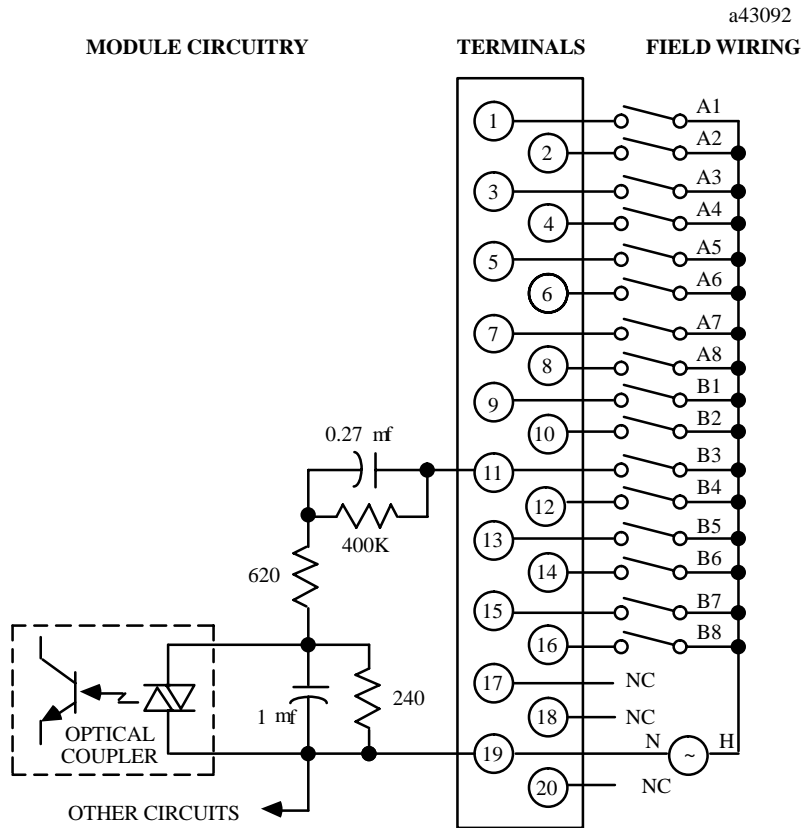 a43092
MODULE CIRCUITRY TERMINALS FIELD WIRING
1 A1
2 A2
3 A3
4 A4
5 A5
6 A6
7 A7
8 A8
9 B1
10 B2
0.27 mf
11 B3
12 B4
400K
13 B5
620
14 B6
15 B7
16 B8
17 NC
240
1 mf
18 NC
OPTICAL
COUPLER
19 N ~ H
20 NC
OTHER CIRCUITS